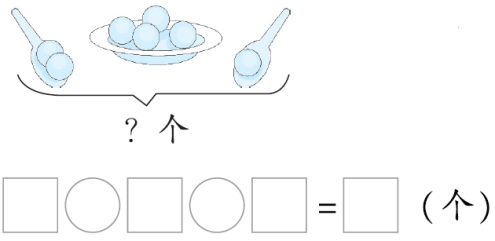 ? 个
= (个)